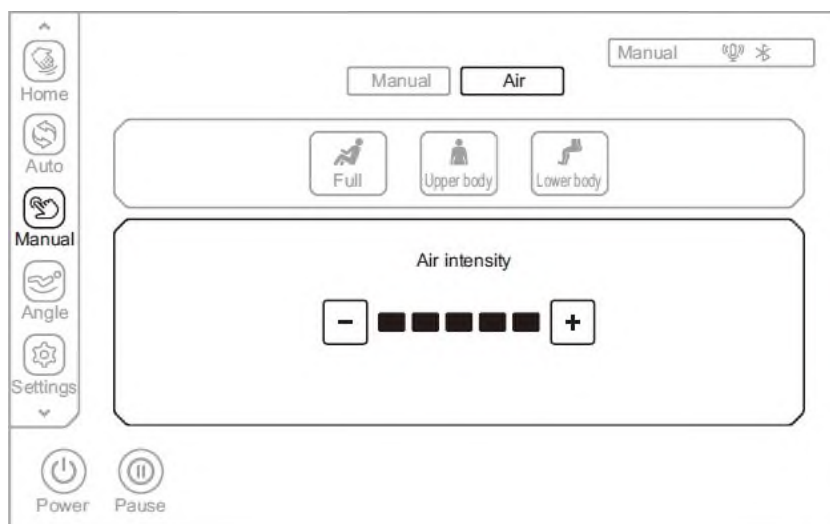 Home
Auto
Manual
Angle
Settings
Power
Pause
Manual
Manual
Air
Full
Upper body
Lower body
Air intensity
-
+